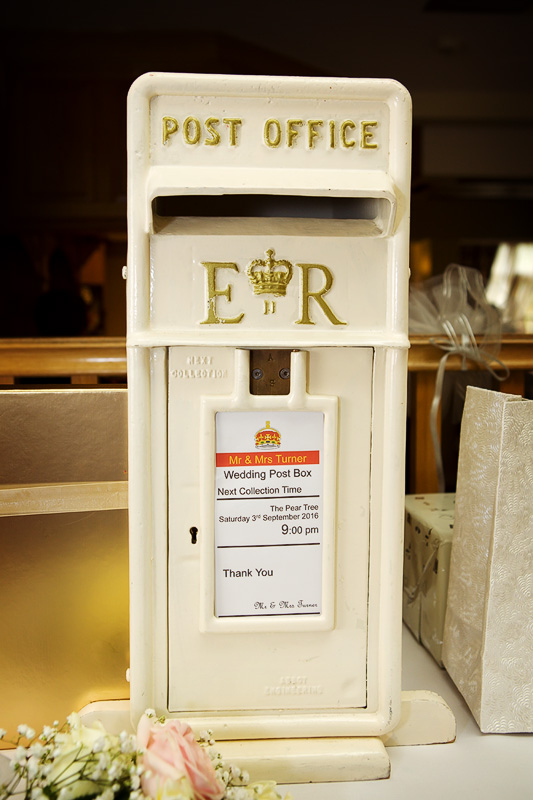 POST OFFICE
E II R
NEXT
COLLECTION
Mr & Mrs Turner
Wedding Post Box
Next Collection Time
The Pear Tree
Saturday 3rd September 2016
9:00 pm
Thank You
Mr & Mrs Turner
ENGINEERING